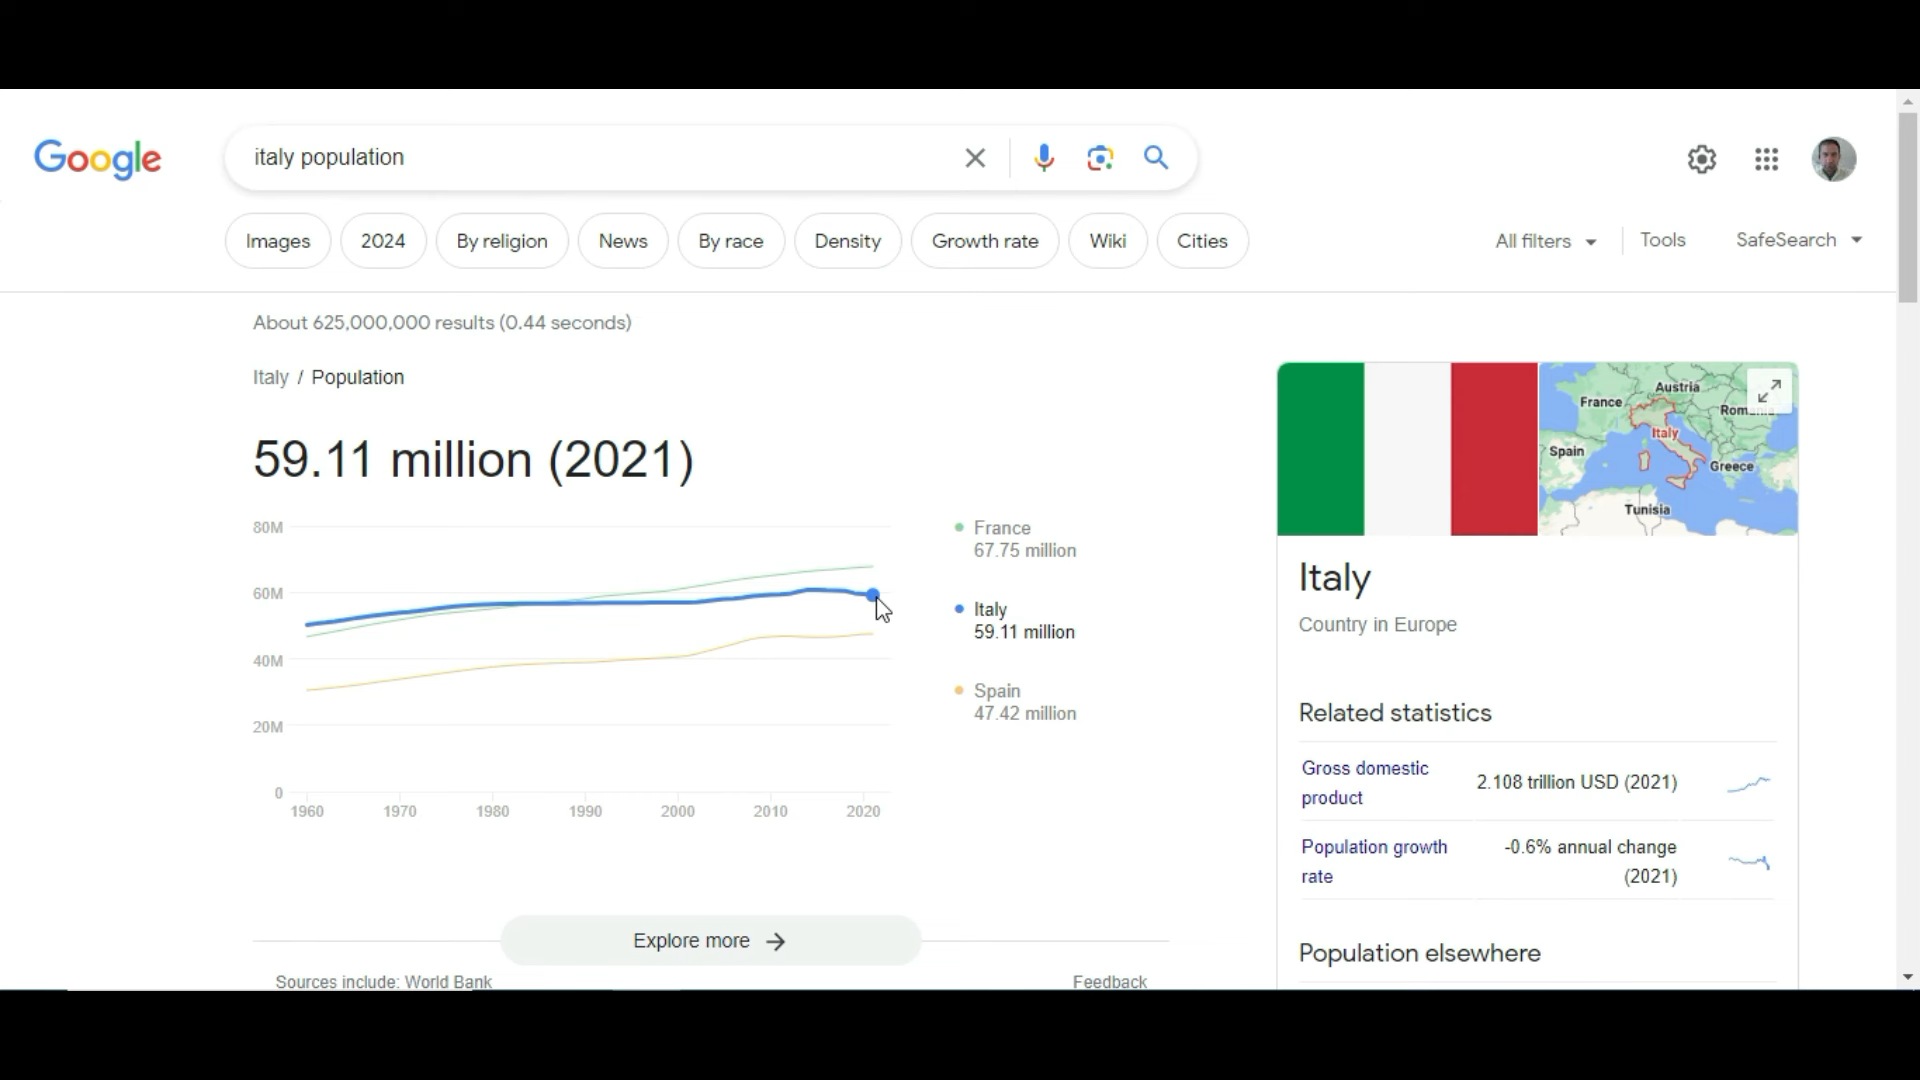 Google
italy population
Images 2024 By religion News By race Density Growth rate Wiki Cities All filters Tools SafeSearch
About 625,000,000 results (0.44 seconds)
Italy / Population
59.11 million (2021)
80M
60M
40M
20M
0
1960 1970 1980 1990 2000 2010 2020
France
67.75 million
Italy
59.11 million
Spain
47.42 million
Explore more
Sources include: World Bank Feedback
Austria
France
Italy
Spain
Greece
Tunisia
Italy
Country in Europe
Related statistics
Gross domestic
product
2.108 trillion USD (2021)
Population growth
rate
-0.6% annual change
(2021)
Population elsewhere